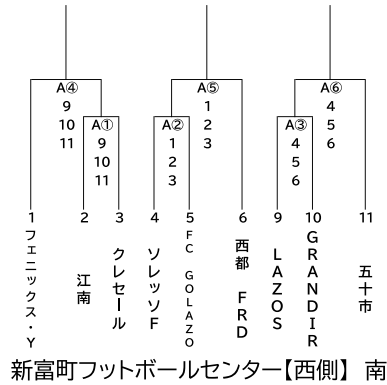 A④
9
10
11
A①
9
10
11
A⑤
1
2
3
A②
1
2
3
A⑥
4
5
6
A③
4
5
6
1
フェニックス・Y
2
江南
3
クレセール
4
ソレッソF
5
FC GOLAZO
6
西都 FRD
9
LAZOS
10
GRANDIR
11
五十市
新富町フットボールセンター【西側】 南